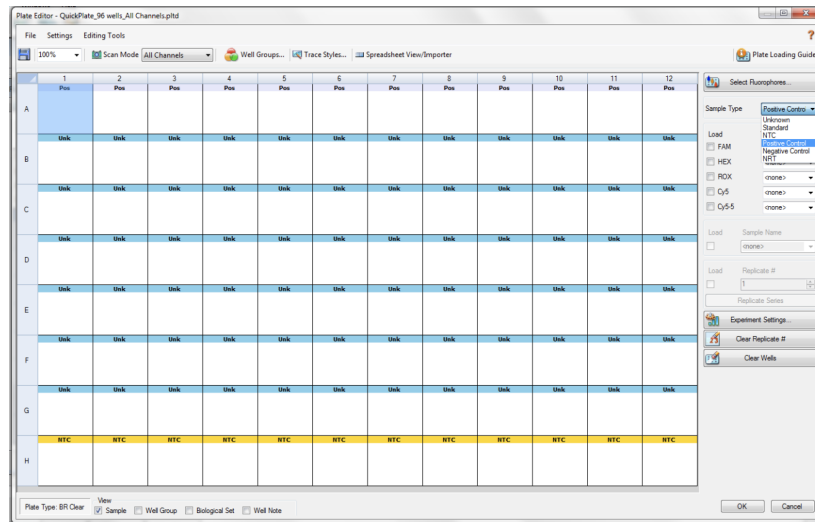 Plate Editor - QuickPlate_96 wells_All Channels.pltd
File Settings Editing Tools ?
100% Scan Mode All Channels Well Groups... Trace Styles... Spreadsheet View/Importer Plate Loading Guide
1 2 3 4 5 6 7 8 9 10 11 12
Select Fluorophores...
Pos Pos Pos Pos Pos Pos Pos Pos Pos Pos Pos Pos
A
Sample Type Positive Contro
Unknown
Standard
NTC
Positive Control
Negative Control
NRT
Load
FAM
HEX <none>
ROX <none>
Cy5 <none>
Cy5-5 <none>
Unk Unk Unk Unk Unk Unk Unk Unk Unk Unk Unk Unk
B
Unk Unk Unk Unk Unk Unk Unk Unk Unk Unk Unk Unk
C
Load Sample Name
<none>
Unk Unk Unk Unk Unk Unk Unk Unk Unk Unk Unk Unk
D
Load Replicate #
1
Replicate Series
Unk Unk Unk Unk Unk Unk Unk Unk Unk Unk Unk Unk
E
Experiment Settings...
Clear Replicate #
Clear Wells
Unk Unk Unk Unk Unk Unk Unk Unk Unk Unk Unk Unk
F
Unk Unk Unk Unk Unk Unk Unk Unk Unk Unk Unk Unk
G
NTC NTC NTC NTC NTC NTC NTC NTC NTC NTC NTC NTC
H
Plate Type: BR Clear View
Sample Well Group Biological Set Well Note
OK Cancel